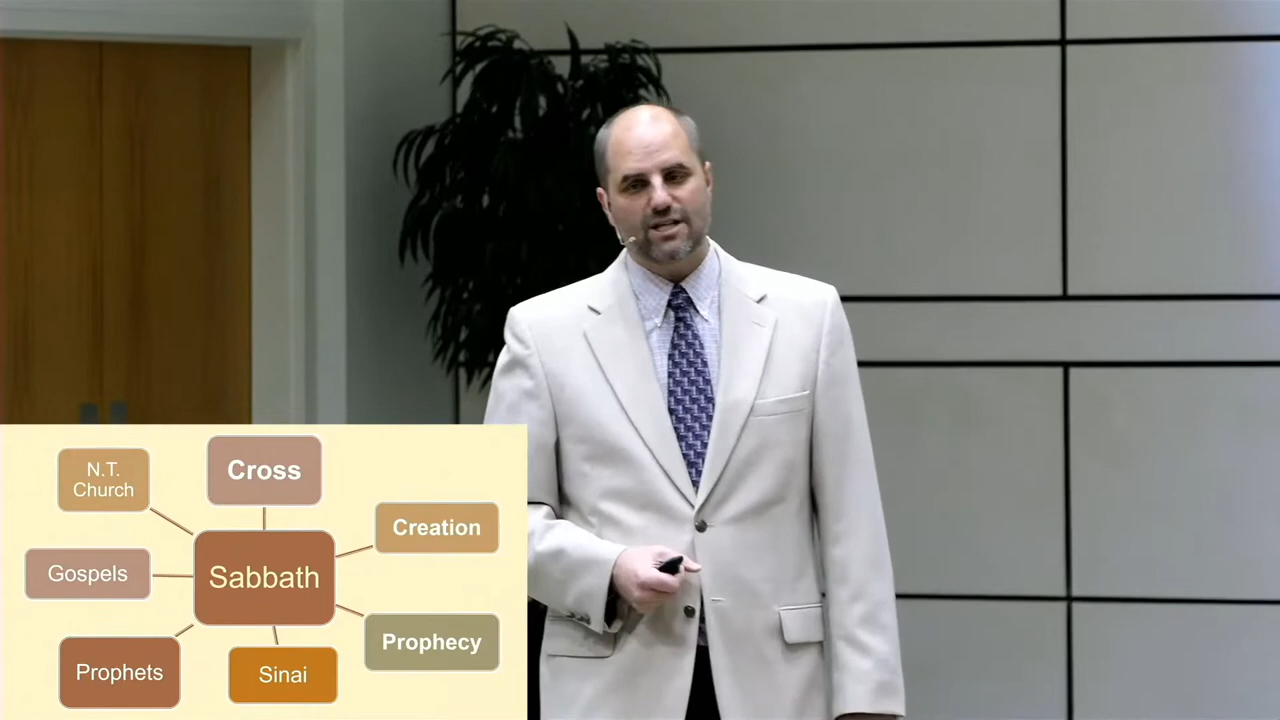 N.T.
Church
Cross
Creation
Gospels
Sabbath
Prophecy
Prophets
Sinai